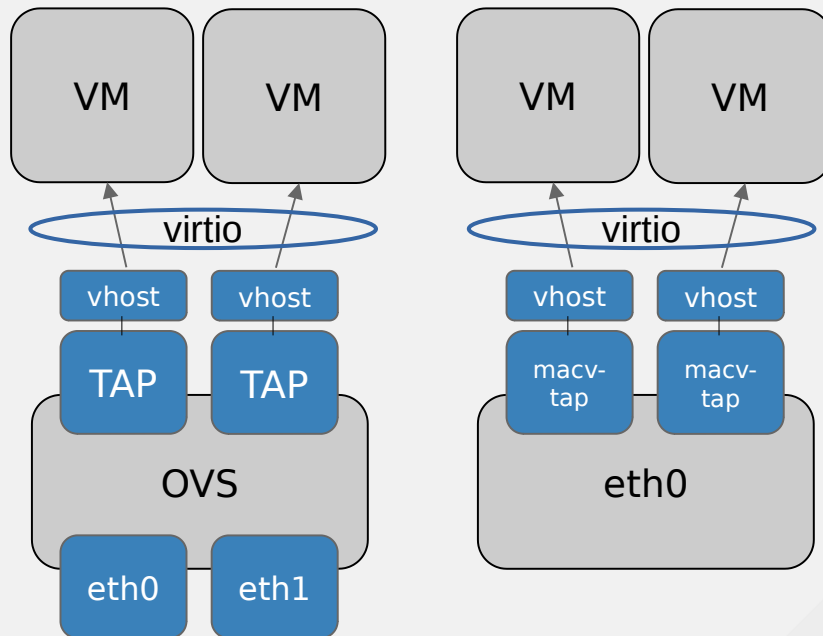 VM
VM
virtio
vhost
vhost
TAP
TAP
OVS
eth0
eth1
VM
VM
virtio
vhost
vhost
macv-
tap
macv-
tap
eth0